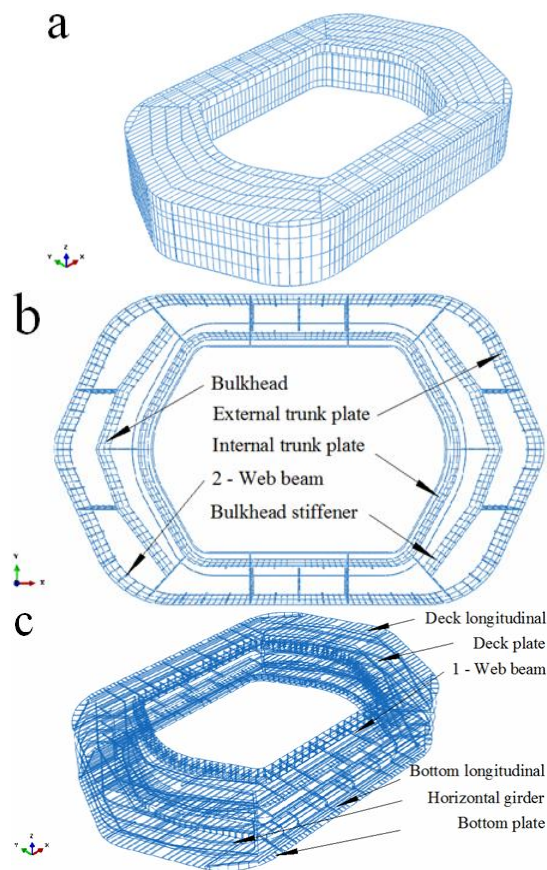 a
Z
Y
X
b
Bulkhead
External trunk plate
Internal trunk plate
2 - Web beam
Bulkhead stiffener
Y
Z
X
c
Deck longitudinal
Deck plate
1 - Web beam
Bottom longitudinal
Horizontal girder
Bottom plate
Z
Y
X